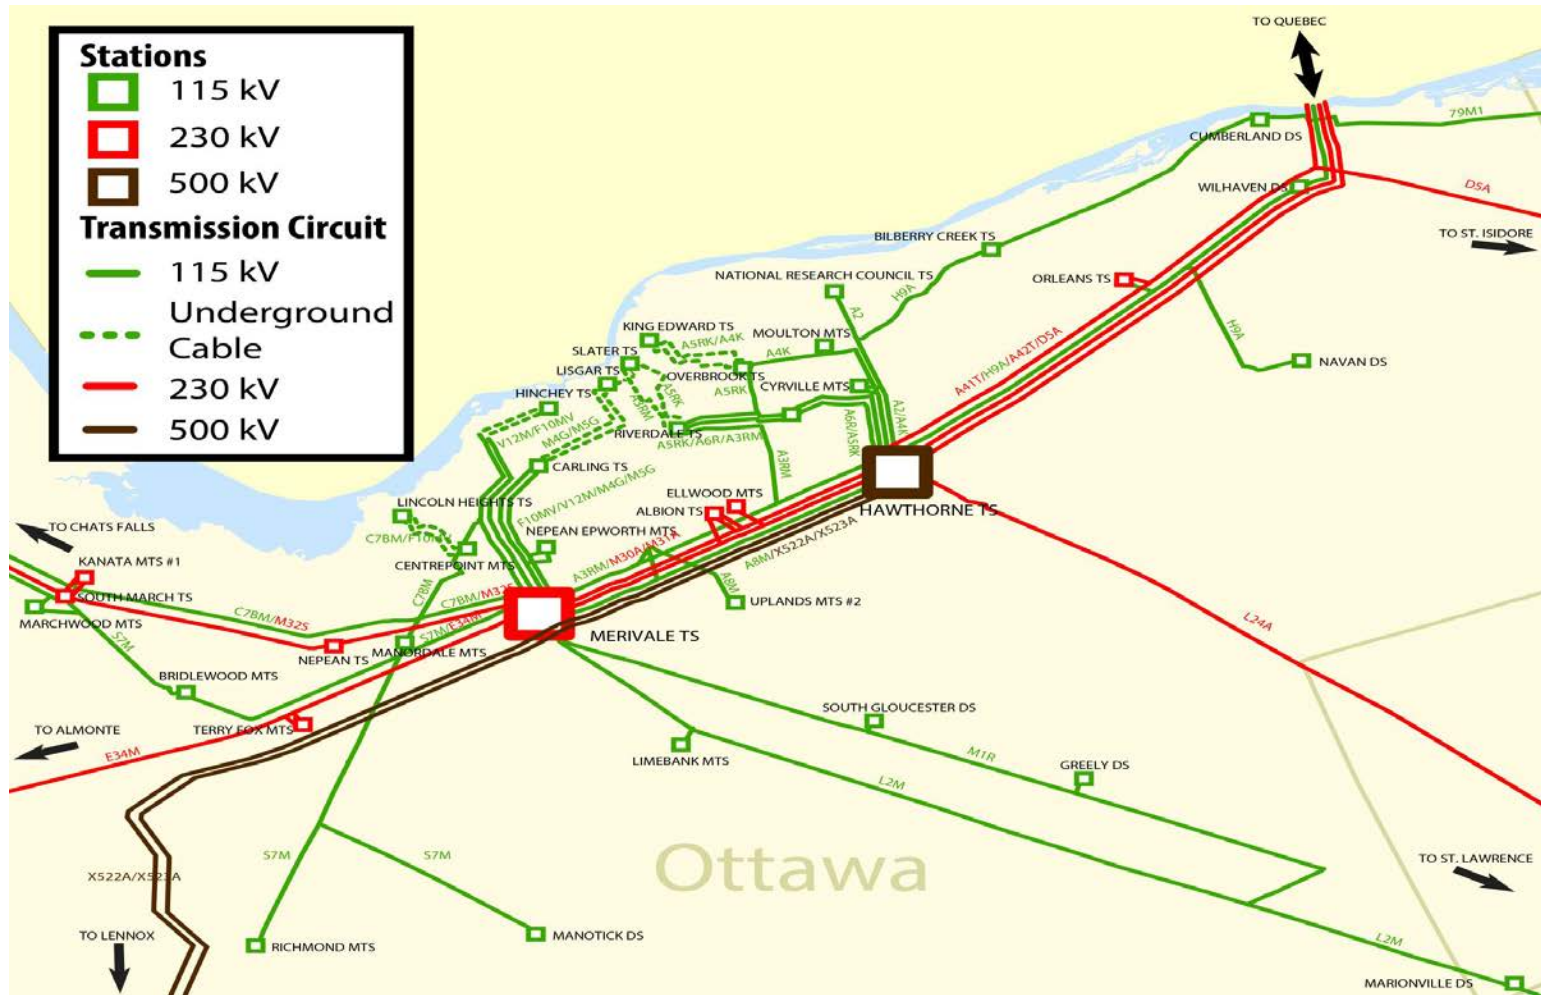 TO QUEBEC
Stations
115 kV
230 kV
500 kV
Transmission Circuit
115 kV
Underground
Cable
230 kV
500 kV
79M1
CUMBERLAND DS
WILHAVEN DS
D5A
TO ST. ISIDORE
BILBERRY CREEK TS
NATIONAL RESEARCH COUNCIL TS
ORLEANS TS
H9A
A2
KING EDWARD TS
A5RK/A4K
MOULTON MTS
SLATER TS
A4K
LISGAR TS
OVERBROOK TS
CYRVILLE MTS
A5RK
A5RK
HINCHEY TS
A3RM
A41T/H9A/A42T/D5A
H9A
NAVAN DS
V12M/F10MV
M4G/M5G
RIVERDALE TS
A5RK/A6R/A3RM
A6R/A5RK
A2/A4K
CARLING TS
A3RM
F10MV/V12M/M4G/M5G
LINCOLN HEIGHTS TS
ELLWOOD MTS
ALBION TS
HAWTHORNE TS
TO CHATS FALLS
C7BM/F10MV
NEPEAN EPWORTH MTS
CENTREPOINT MTS
A3RM/M30A/M31A
A8M/X522A/X523A
KANATA MTS #1
SOUTH MARCH TS
C7BM
C7BM/M32S
A8M
UPLANDS MTS #2
MARCHWOOD MTS
C7BM/M32S
S7M/E34M
MERIVALE TS
L24A
S7M
NEPEAN TS
MANORDALE MTS
BRIDLEWOOD MTS
TO ALMONTE
TERRY FOX MTS
SOUTH GLOUCESTER DS
E34M
LIMEBANK MTS
M1R
GREELY DS
L2M
S7M
S7M
Ottawa
TO ST. LAWRENCE
X522A/X523A
TO LENNOX
RICHMOND MTS
MANOTICK DS
L2M
MARIONVILLE DS